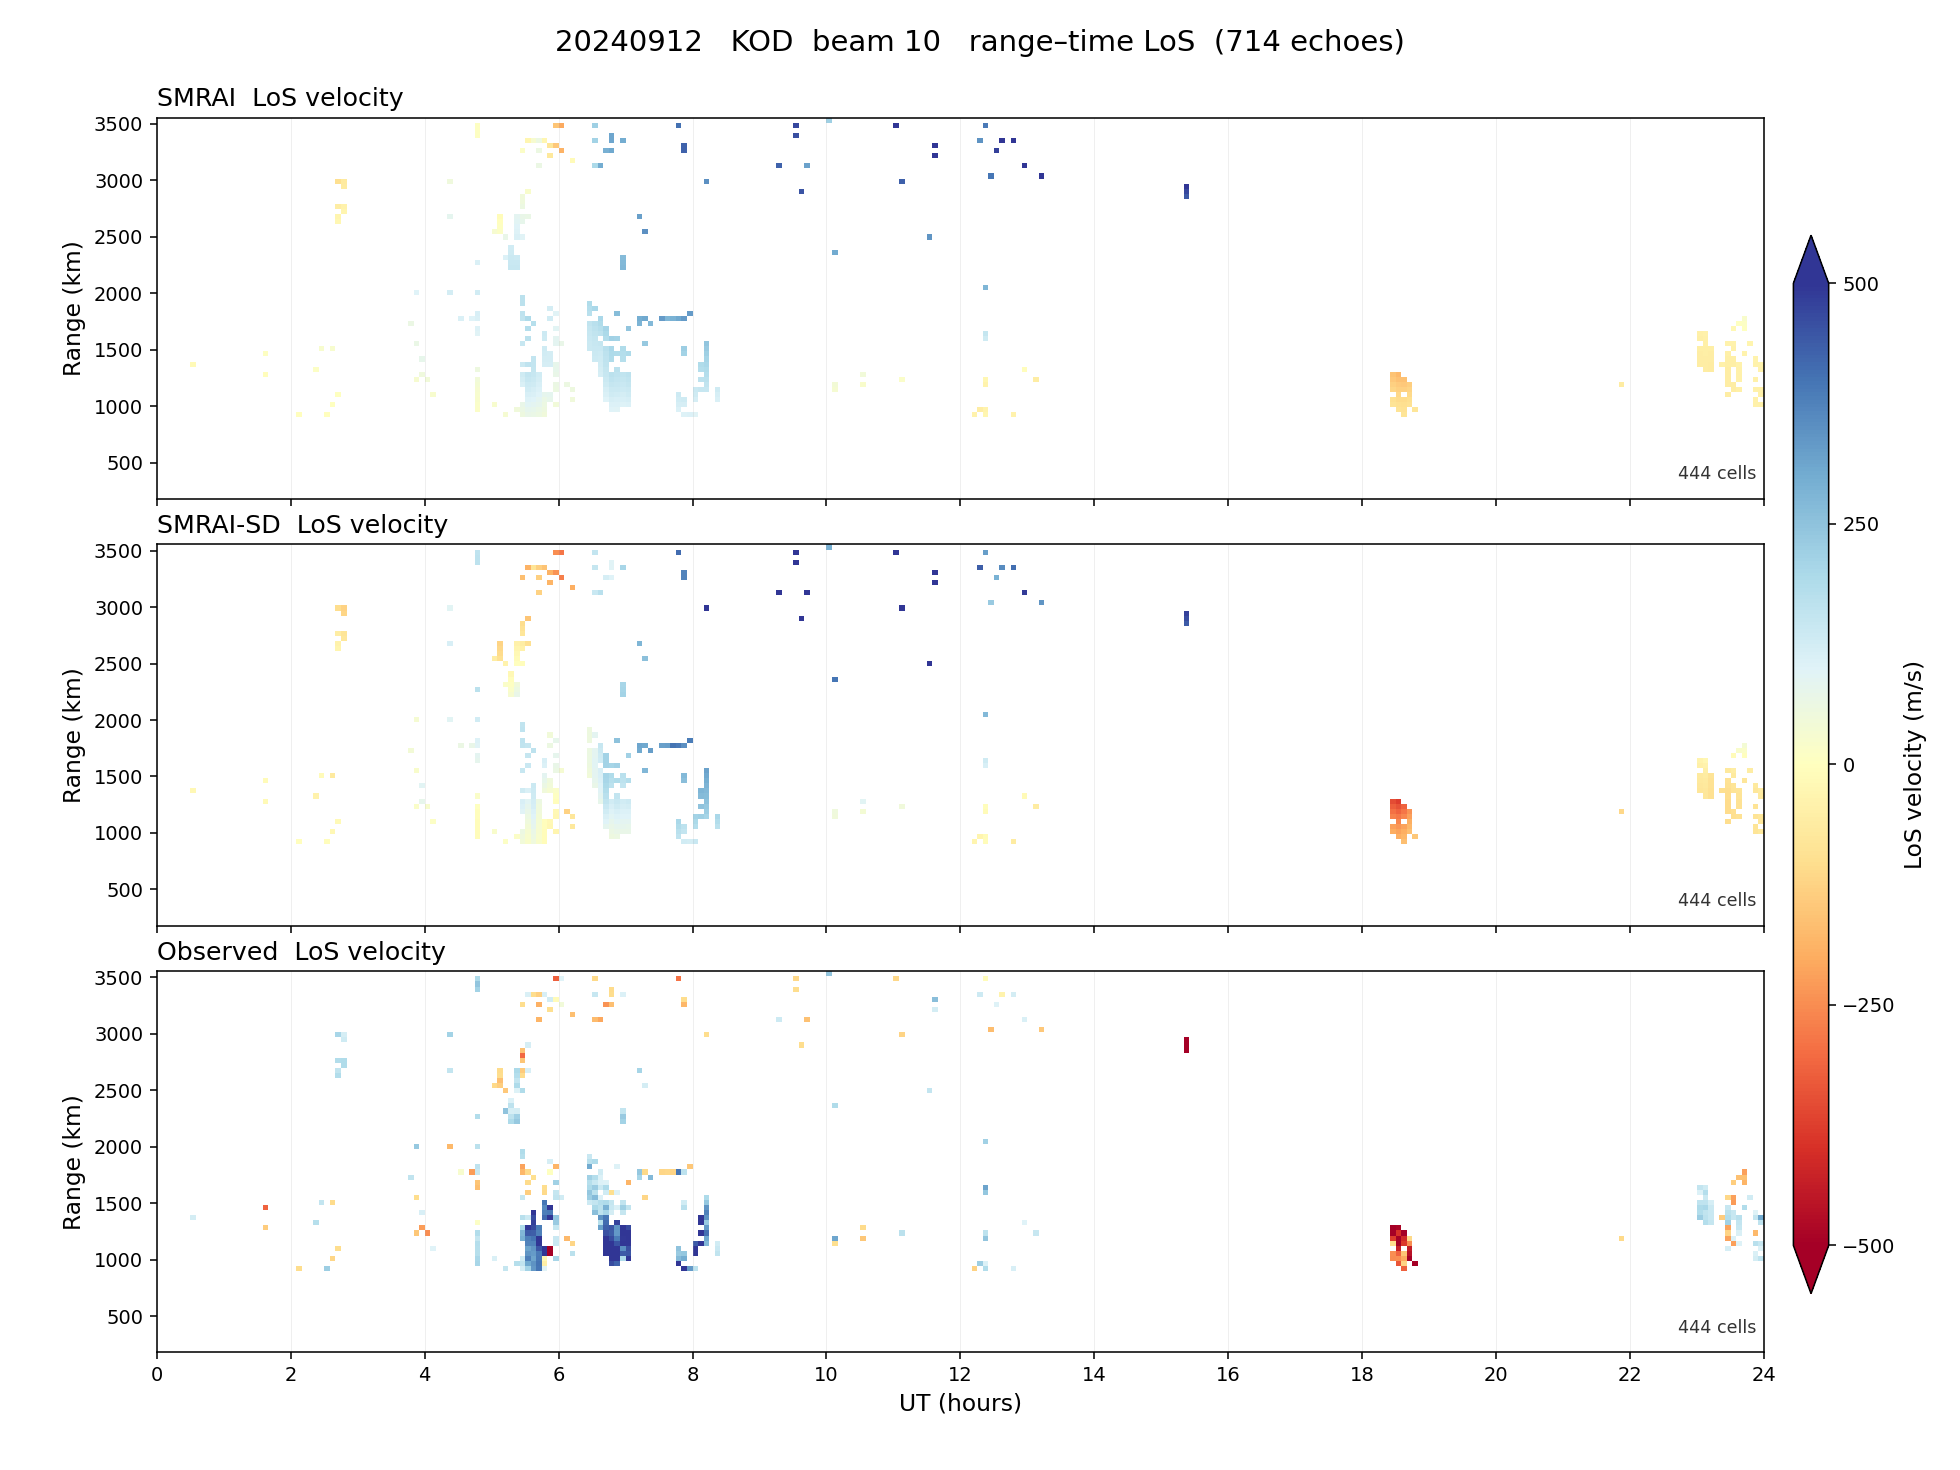 20240912 KOD beam 10 range–time LoS (714 echoes)
SMRAI LoS velocity
3500
3000
2500
2000
1500
1000
500
Range (km)
444 cells
SMRAI-SD LoS velocity
3500
3000
2500
2000
1500
1000
500
Range (km)
444 cells
Observed LoS velocity
3500
3000
2500
2000
1500
1000
500
Range (km)
444 cells
0 2 4 6 8 10 12 14 16 18 20 22 24
UT (hours)
500
250
0
−250
−500
LoS velocity (m/s)